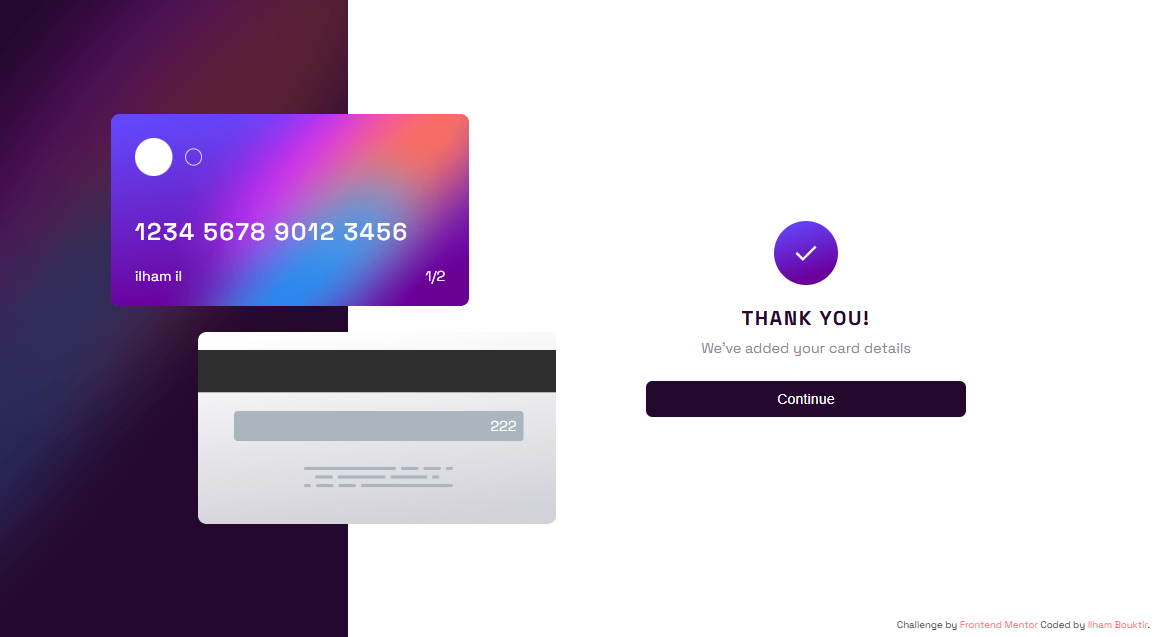 1234 5678 9012 3456
ilham il 1/2
222
THANK YOU!
We've added your card details
Continue
Challenge by Frontend Mentor Coded by Ilham Bouktir.